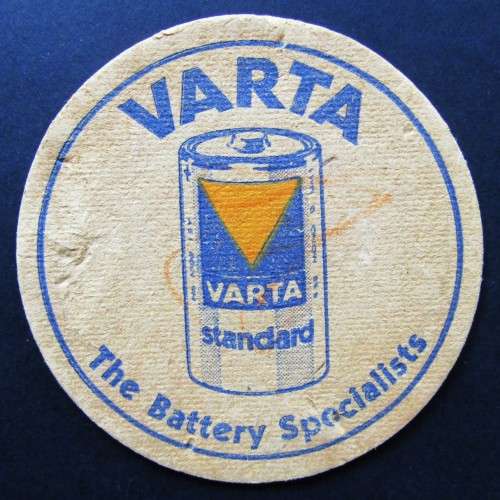 VARTA
VARTA
standard
The Battery Specialists